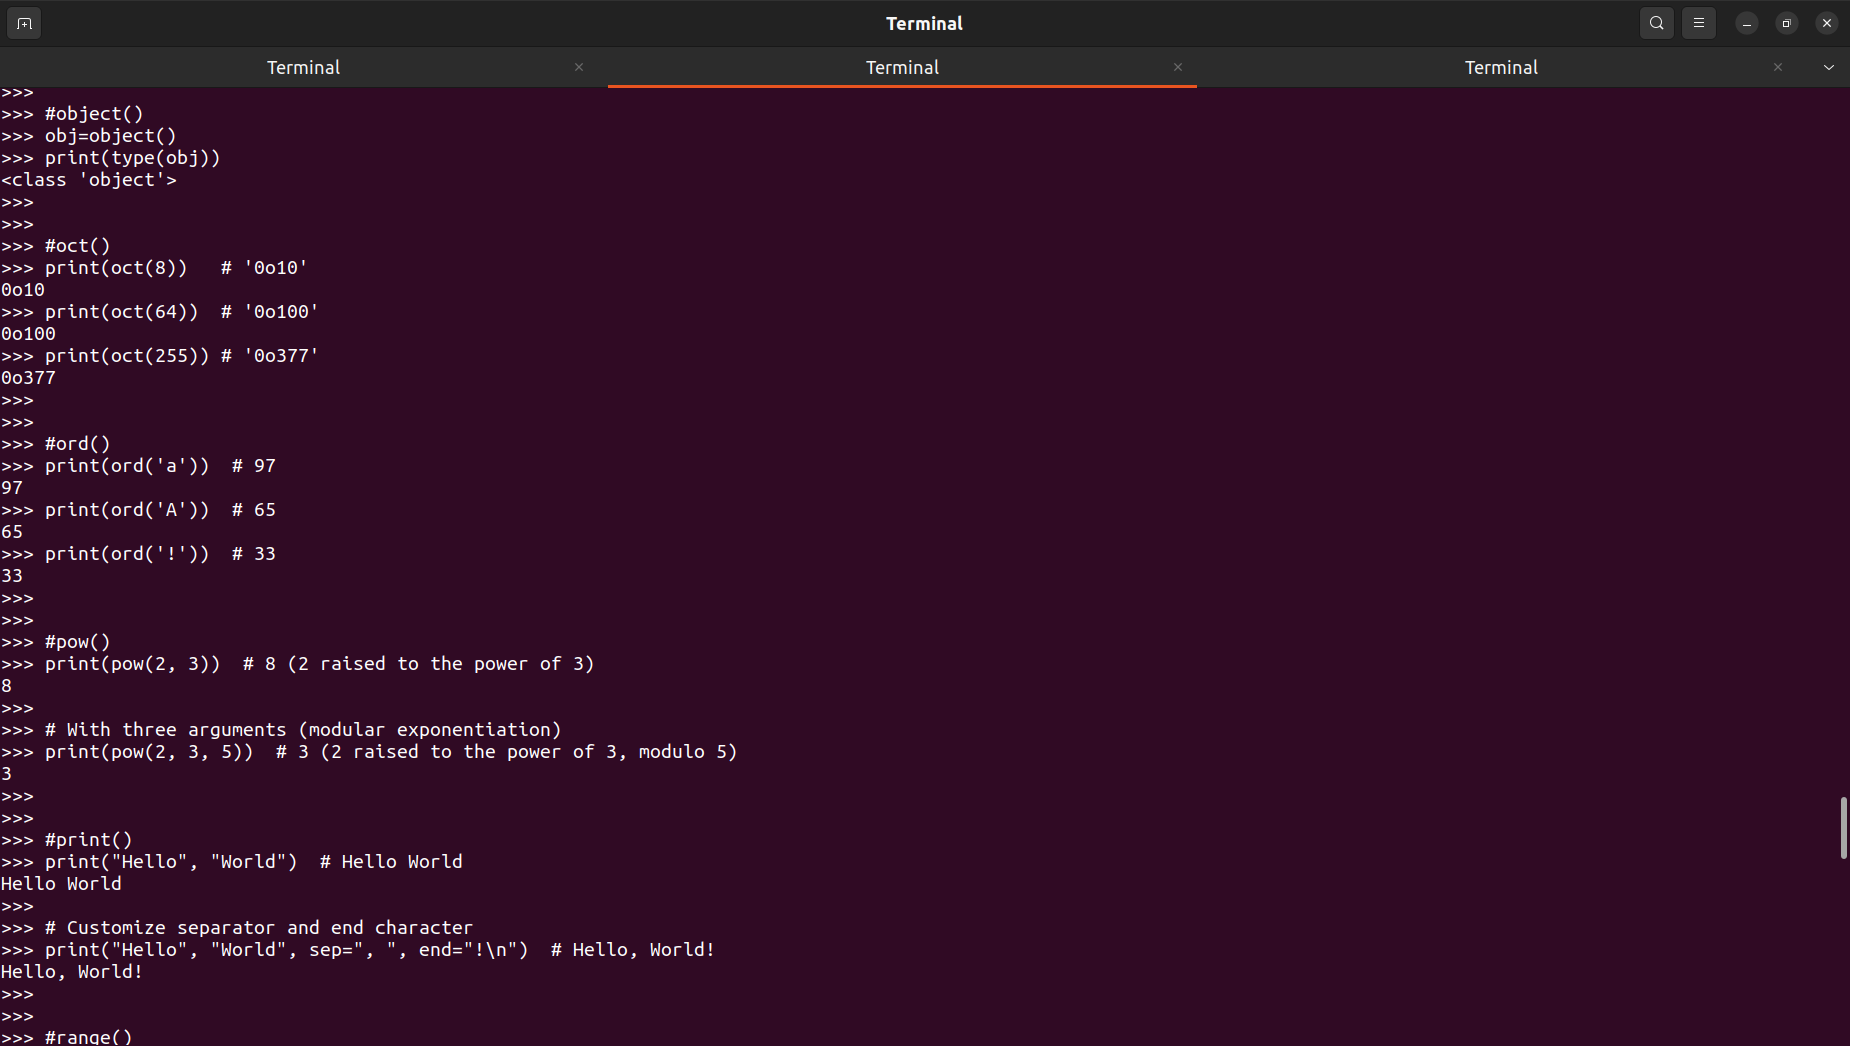 Terminal
Terminal
Terminal
Terminal
>>>
>>> #object()
>>> obj=object()
>>> print(type(obj))
<class 'object'>
>>>
>>>
>>> #oct()
>>> print(oct(8))   # '0o10'
0o10
>>> print(oct(64))  # '0o100'
0o100
>>> print(oct(255)) # '0o377'
0o377
>>>
>>>
>>> #ord()
>>> print(ord('a'))  # 97
97
>>> print(ord('A'))  # 65
65
>>> print(ord('!'))  # 33
33
>>>
>>>
>>> #pow()
>>> print(pow(2, 3))  # 8 (2 raised to the power of 3)
8
>>>
>>> # With three arguments (modular exponentiation)
>>> print(pow(2, 3, 5))  # 3 (2 raised to the power of 3, modulo 5)
3
>>>
>>>
>>> #print()
>>> print("Hello", "World")  # Hello World
Hello World
>>>
>>> # Customize separator and end character
>>> print("Hello", "World", sep=", ", end="!\n")  # Hello, World!
Hello, World!
>>>
>>>
>>> #range()